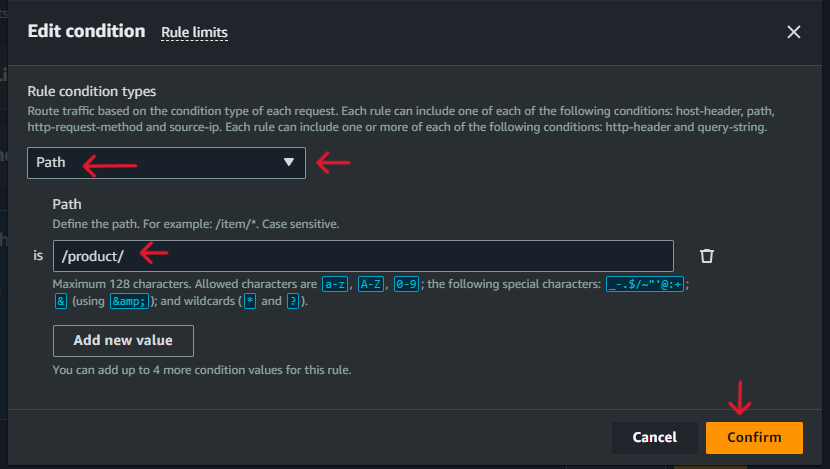 Edit condition Rule limits
Rule condition types
Route traffic based on the condition type of each request. Each rule can include one of each of the following conditions: host-header, path,
http-request-method and source-ip. Each rule can include one or more of each of the following conditions: http-header and query-string.
Path
Path
Define the path. For example: /item/*. Case sensitive.
is /product/
Maximum 128 characters. Allowed characters are a-z, A-Z, 0-9; the following special characters: _-.$/~"'@:+;
& (using &amp;); and wildcards (* and ?).
Add new value
You can add up to 4 more condition values for this rule.
Cancel Confirm